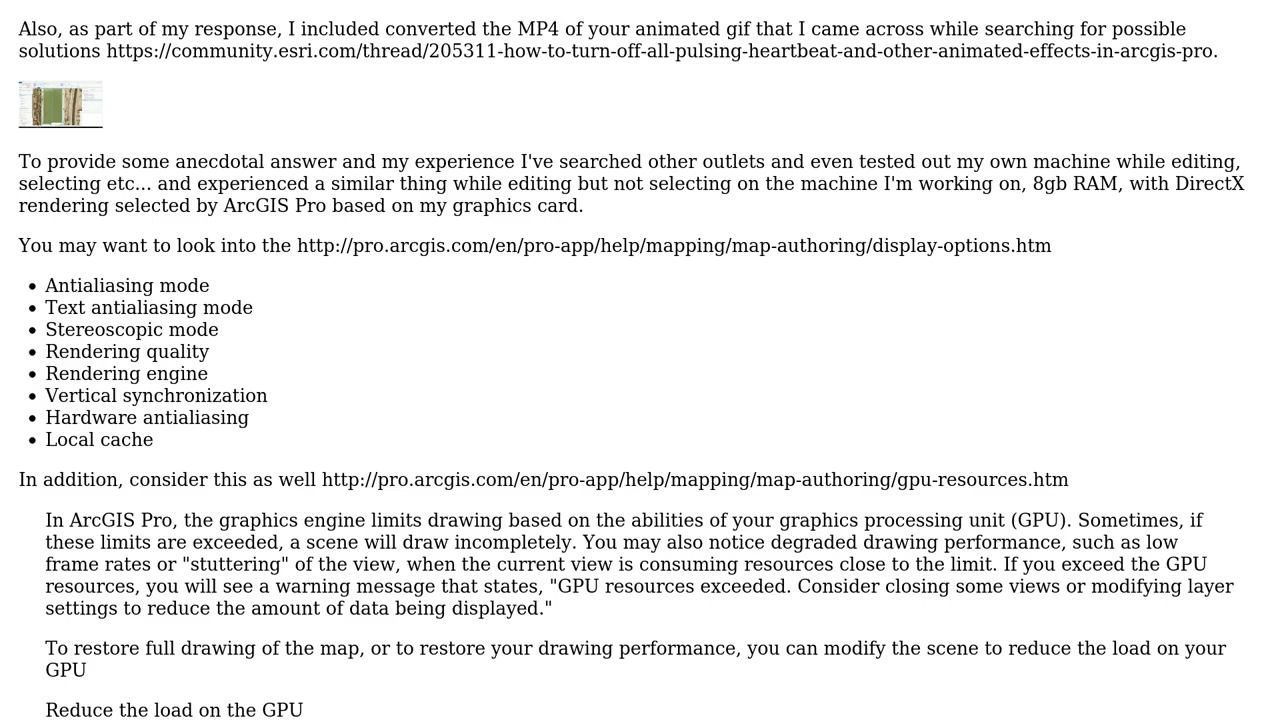 Also, as part of my response, I included converted the MP4 of your animated gif that I came across while searching for possible
solutions https://community.esri.com/thread/205311-how-to-turn-off-all-pulsing-heartbeat-and-other-animated-effects-in-arcgis-pro.
To provide some anecdotal answer and my experience I've searched other outlets and even tested out my own machine while editing,
selecting etc... and experienced a similar thing while editing but not selecting on the machine I'm working on, 8gb RAM, with DirectX
rendering selected by ArcGIS Pro based on my graphics card.
You may want to look into the http://pro.arcgis.com/en/pro-app/help/mapping/map-authoring/display-options.htm
• Antialiasing mode
• Text antialiasing mode
• Stereoscopic mode
• Rendering quality
• Rendering engine
• Vertical synchronization
• Hardware antialiasing
• Local cache
In addition, consider this as well http://pro.arcgis.com/en/pro-app/help/mapping/map-authoring/gpu-resources.htm
In ArcGIS Pro, the graphics engine limits drawing based on the abilities of your graphics processing unit (GPU). Sometimes, if
these limits are exceeded, a scene will draw incompletely. You may also notice degraded drawing performance, such as low
frame rates or "stuttering" of the view, when the current view is consuming resources close to the limit. If you exceed the GPU
resources, you will see a warning message that states, "GPU resources exceeded. Consider closing some views or modifying layer
settings to reduce the amount of data being displayed."
To restore full drawing of the map, or to restore your drawing performance, you can modify the scene to reduce the load on your
GPU
Reduce the load on the GPU